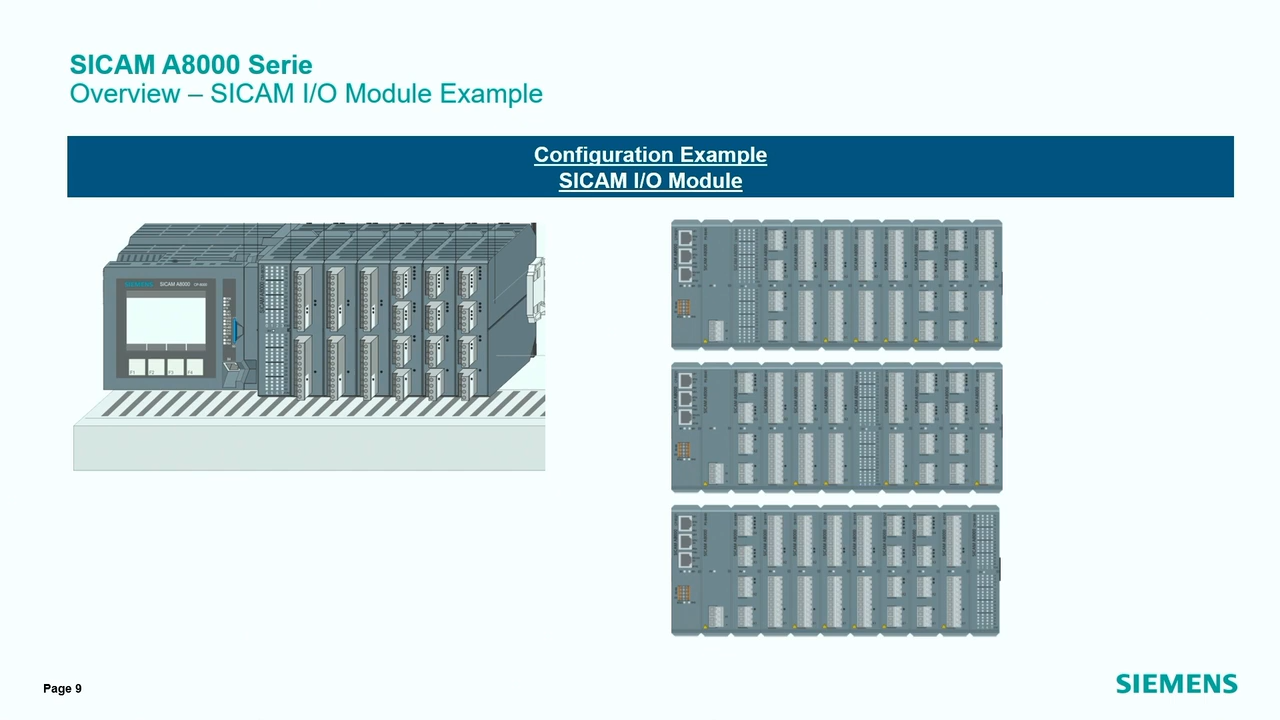 SICAM A8000 Serie
Overview – SICAM I/O Module Example
Configuration Example
SICAM I/O Module
SIEMENS SICAM A8000
F1 F2 F3 F4
Page 9
SIEMENS